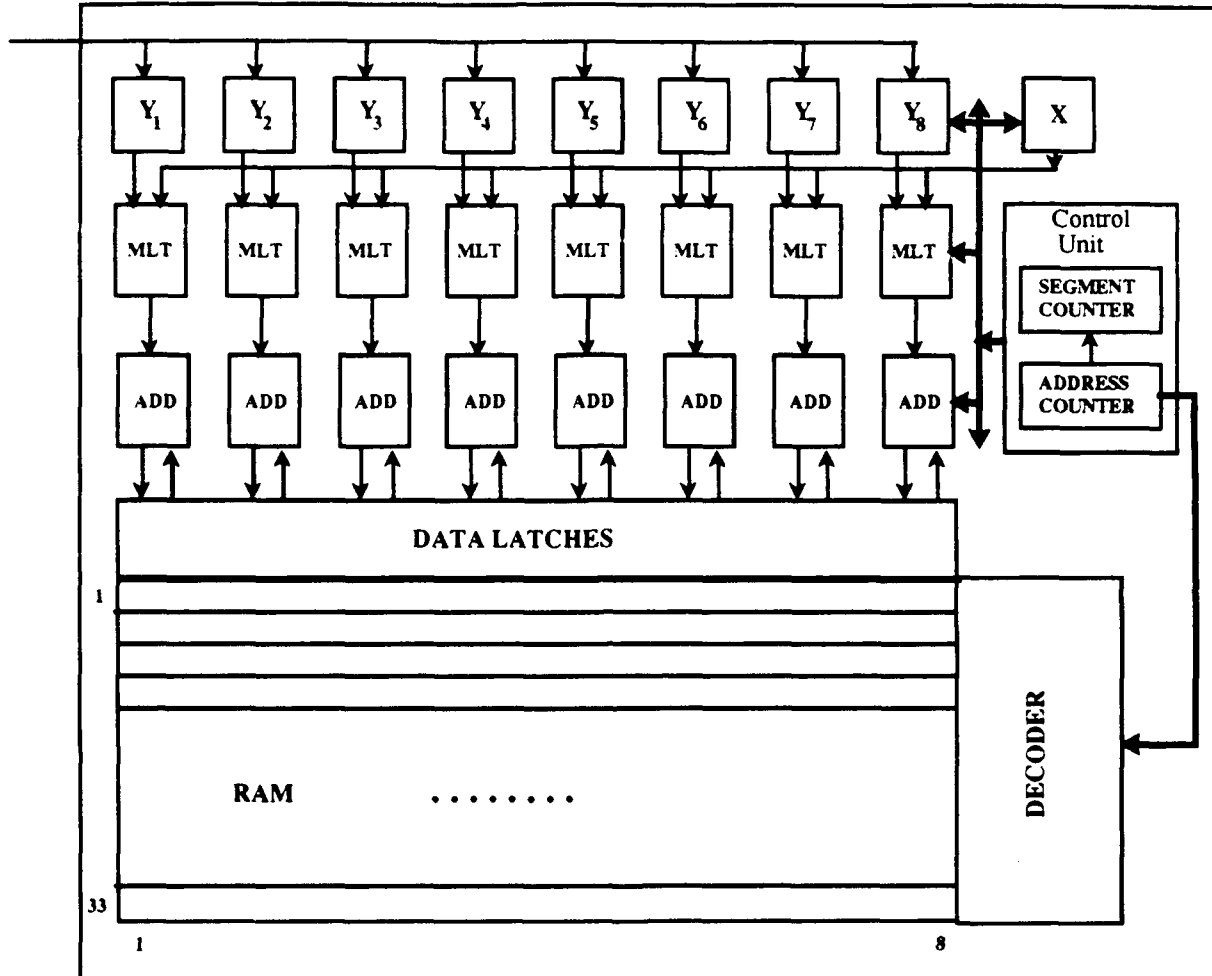 Y1 Y2 Y3 Y4 Y5 Y6 Y7 Y8 X
MLT MLT MLT MLT MLT MLT MLT MLT
Control
Unit
SEGMENT
COUNTER
ADDRESS
COUNTER
ADD ADD ADD ADD ADD ADD ADD ADD
DATA LATCHES
1
DECODER
RAM ........
33
1 8